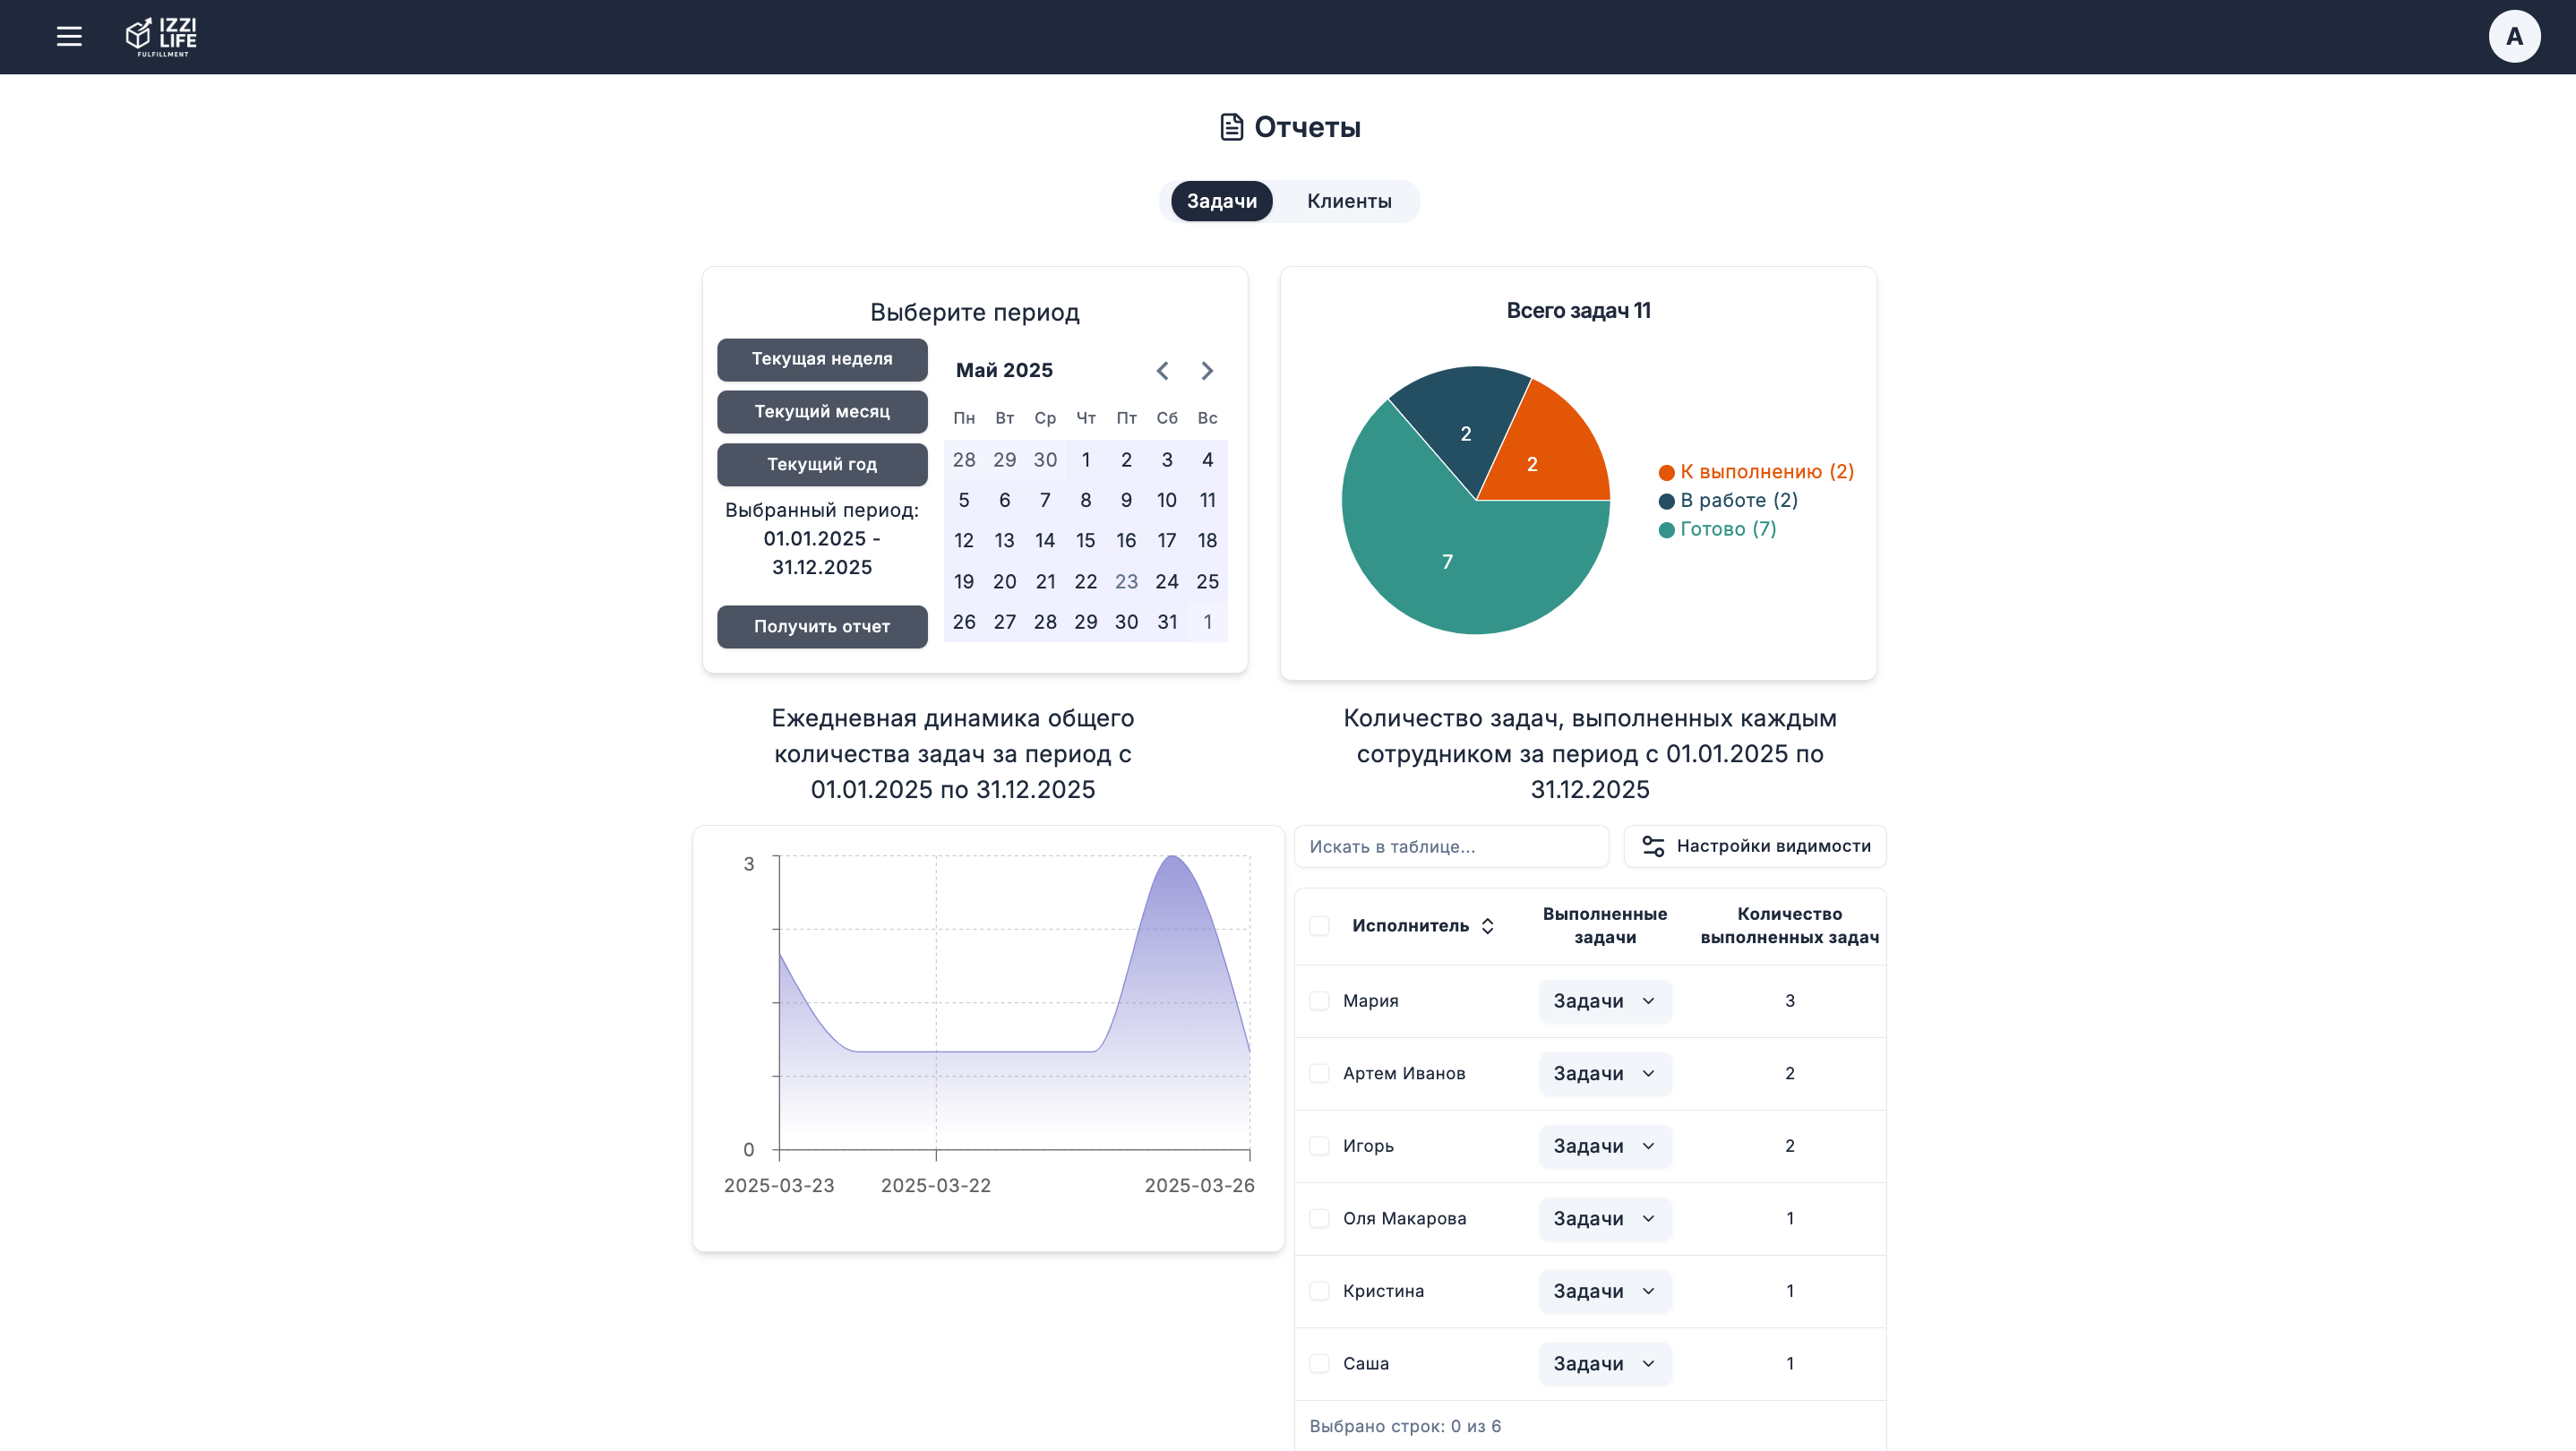 IZZI
LIFE
FULFILLMENT
A
Отчеты
Задачи Клиенты
Выберите период
Текущая неделя
Текущий месяц
Текущий год
Выбранный период:
01.01.2025 -
31.12.2025
Получить отчет
Май 2025
Пн Вт Ср Чт Пт Сб Вс
28 29 30 1 2 3 4
5 6 7 8 9 10 11
12 13 14 15 16 17 18
19 20 21 22 23 24 25
26 27 28 29 30 31 1
Всего задач 11
2
2
7
К выполнению (2)
В работе (2)
Готово (7)
Ежедневная динамика общего
количества задач за период с
01.01.2025 по 31.12.2025
3
0
2025-03-23 2025-03-22 2025-03-26
Количество задач, выполненных каждым
сотрудником за период с 01.01.2025 по
31.12.2025
Искать в таблице... Настройки видимости
Исполнитель Выполненные задачи Количество выполненных задач
Мария Задачи 3
Артем Иванов Задачи 2
Игорь Задачи 2
Оля Макарова Задачи 1
Кристина Задачи 1
Саша Задачи 1
Выбрано строк: 0 из 6